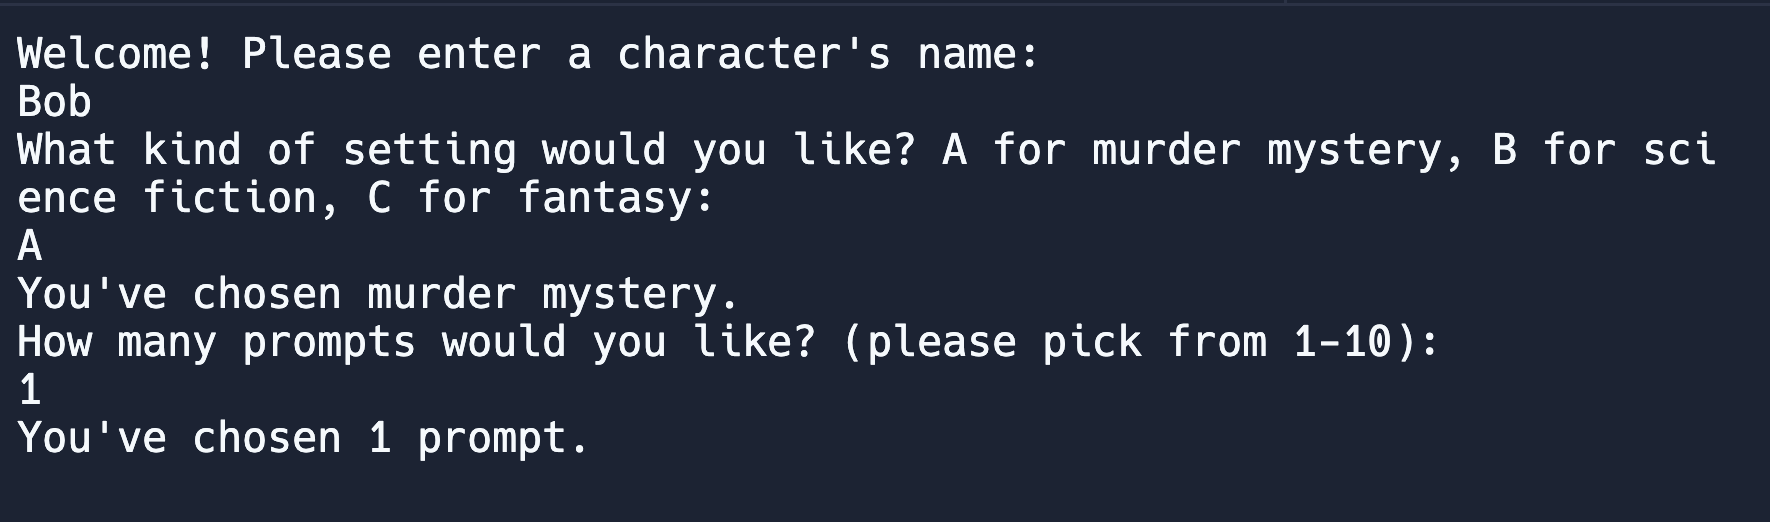 Welcome! Please enter a character's name:
Bob
What kind of setting would you like? A for murder mystery, B for sci
ence fiction, C for fantasy:
A
You've chosen murder mystery.
How many prompts would you like? (please pick from 1-10):
1
You've chosen 1 prompt.